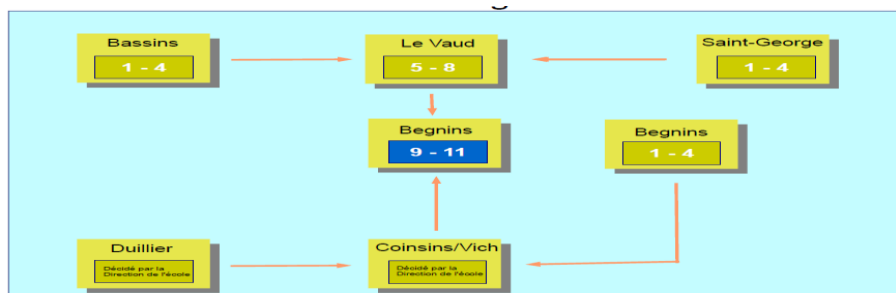 Bassins
1 - 4
Le Vaud
5 - 8
Saint-George
1 - 4
Begnins
9 - 11
Begnins
1 - 4
Duillier
Décidé par la
Direction de l'école
Coinsins/Vich
Décidé par la
Direction de l'école